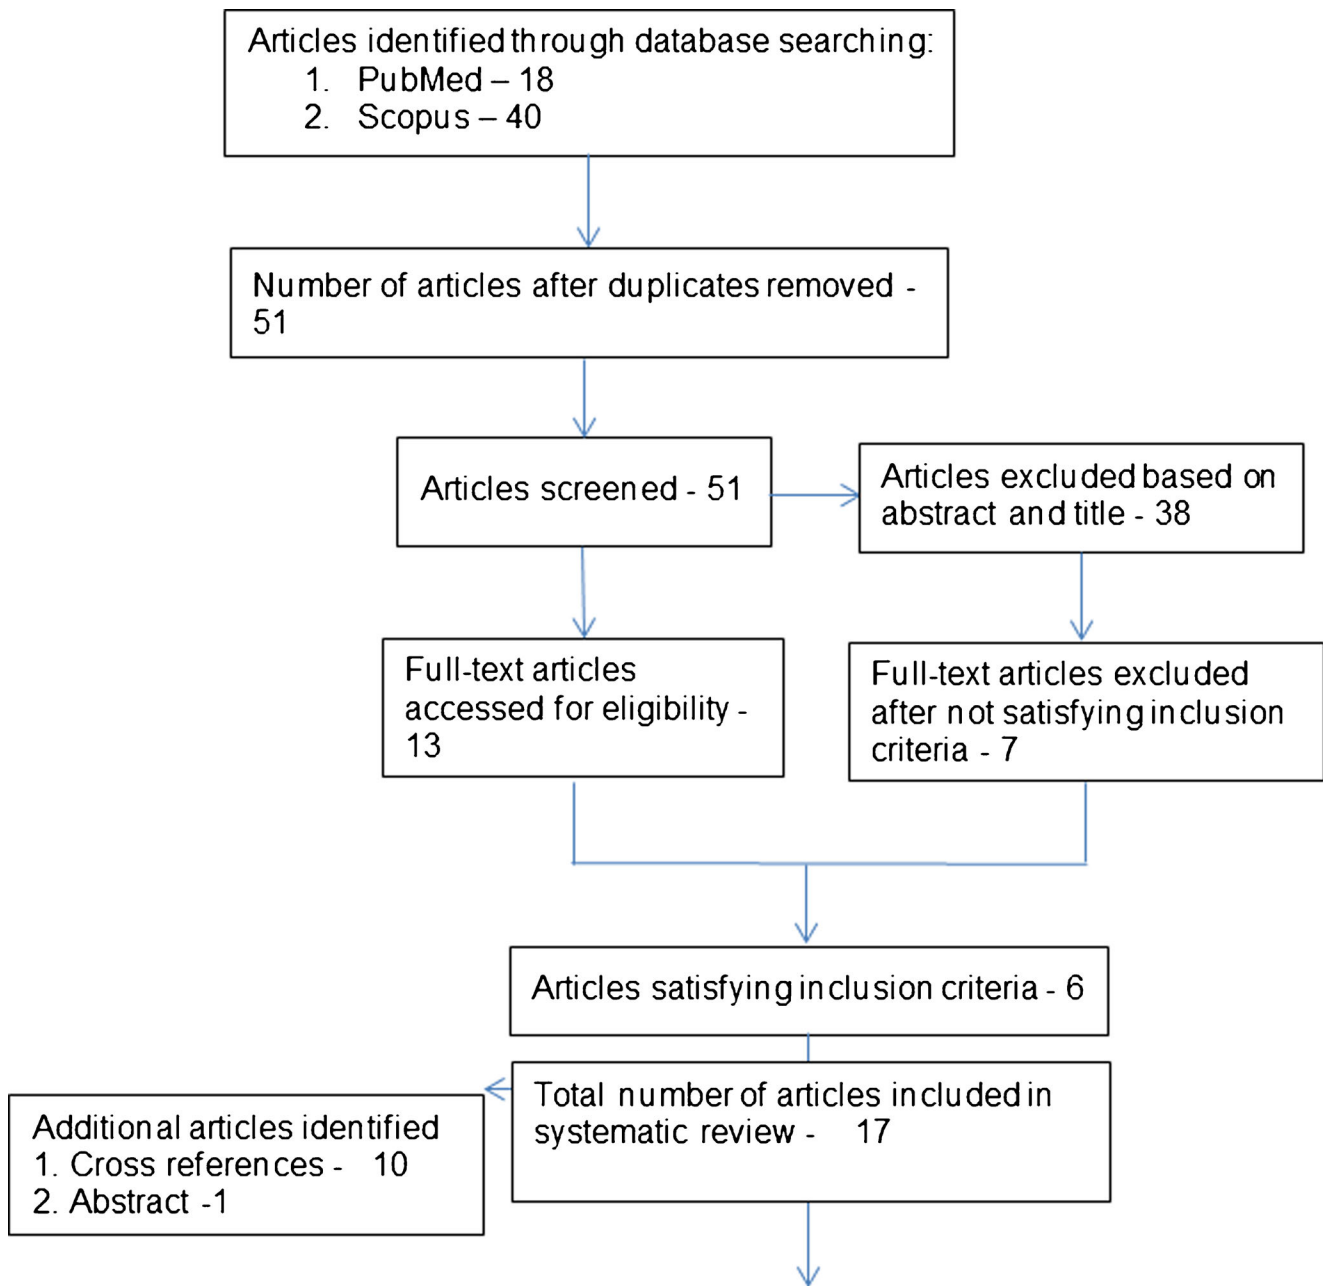 Articles identified through database searching:
1. PubMed – 18
2. Scopus – 40
Number of articles after duplicates removed -
51
Articles screened - 51
Articles excluded based on
abstract and title - 38
Full-text articles
accessed for eligibility -
13
Full-text articles excluded
after not satisfying inclusion
criteria - 7
Articles satisfying inclusion criteria - 6
Total number of articles included in
systematic review - 17
Additional articles identified
1. Cross references - 10
2. Abstract -1